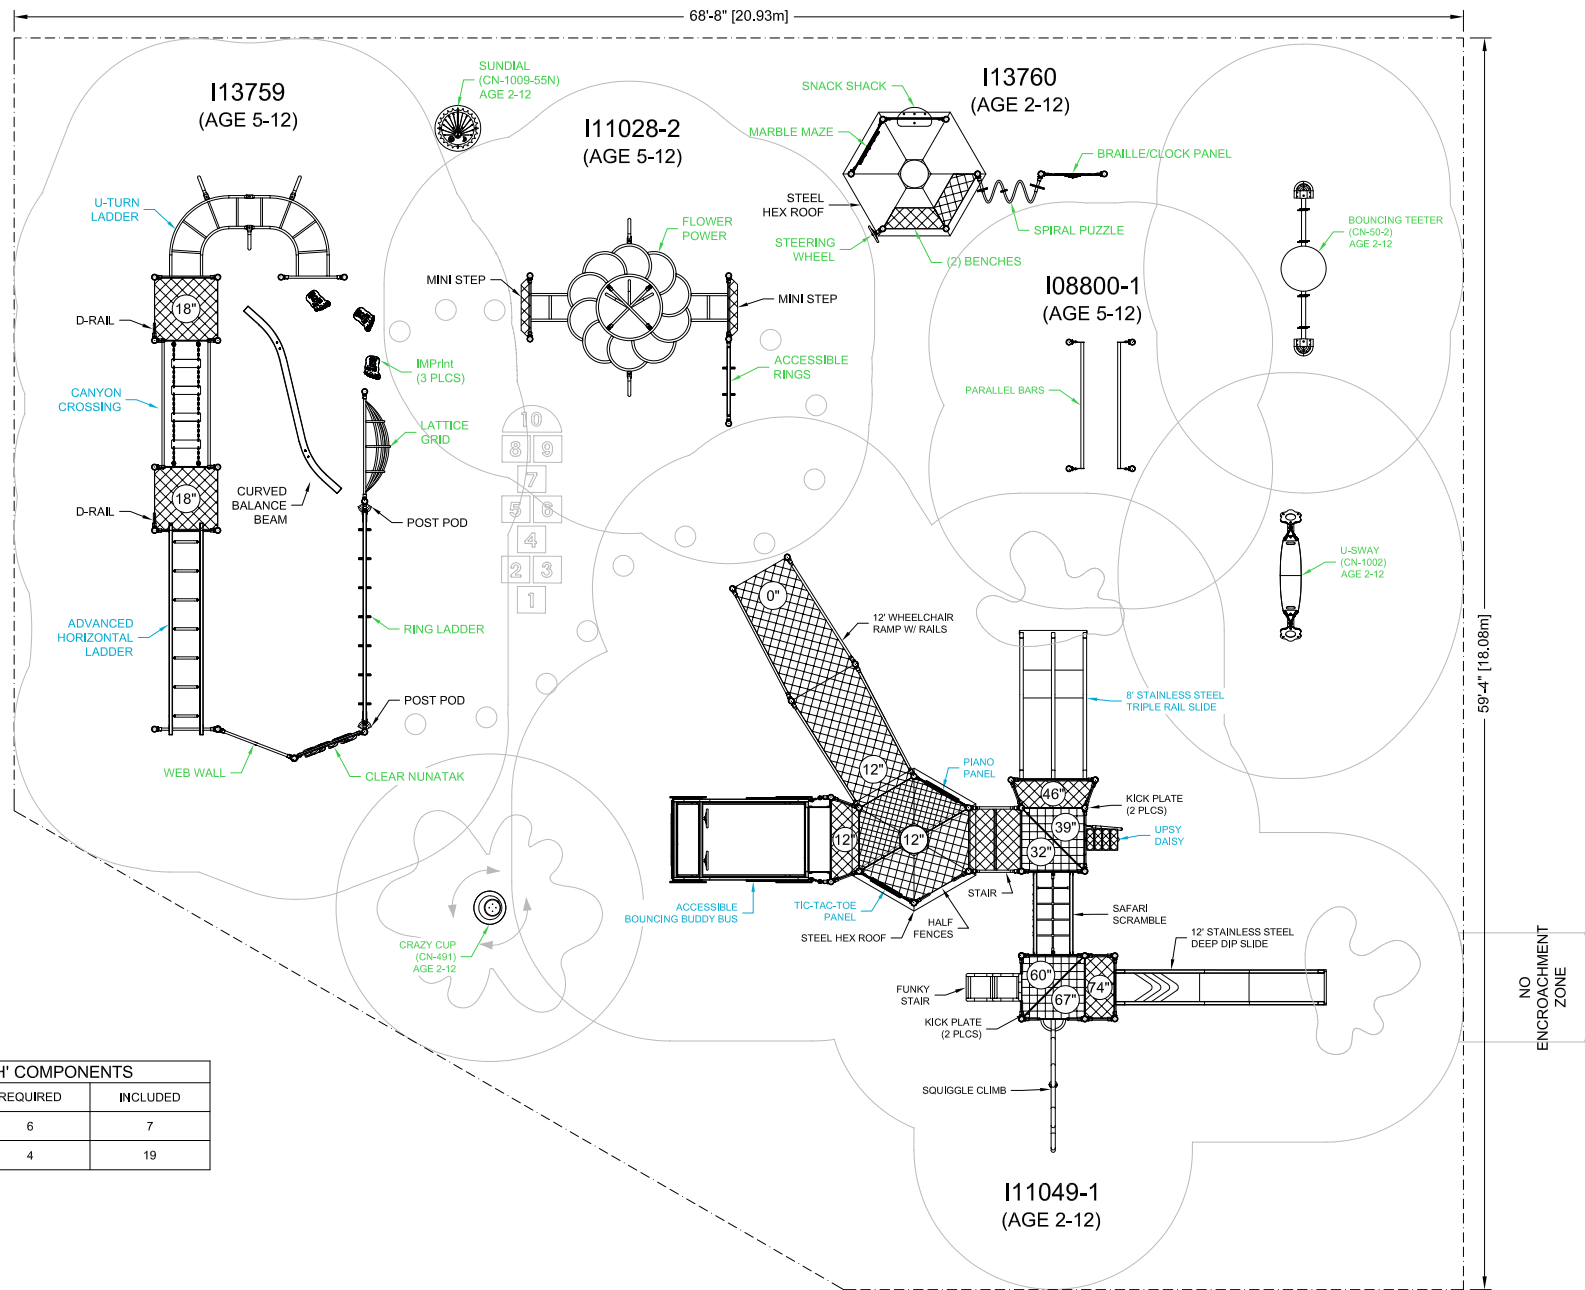 68'-8" [20.93m]
I13759
(AGE 5-12)
SUNDIAL
(CN-1009-55N)
AGE 2-12
I11028-2
(AGE 5-12)
SNACK SHACK
I13760
(AGE 2-12)
MARBLE MAZE
BRAILLE/CLOCK PANEL
STEEL
HEX ROOF
STEERING
WHEEL
(2) BENCHES
SPIRAL PUZZLE
BOUNCING TEETER
(CN-50-2)
AGE 2-12
U-TURN
LADDER
FLOWER
POWER
MINI STEP
MINI STEP
I08800-1
(AGE 5-12)
18"
D-RAIL
IMPrint
(3 PLCS)
ACCESSIBLE
RINGS
PARALLEL BARS
CANYON
CROSSING
LATTICE
GRID
10
8 9
7
5 6
4
2 3
1
18"
CURVED
BALANCE
BEAM
D-RAIL
POST POD
U-SWAY
(CN-1002)
AGE 2-12
0"
12' WHEELCHAIR
RAMP W/ RAILS
ADVANCED
HORIZONTAL
LADDER
RING LADDER
59'-4" [18.08m]
POST POD
8' STAINLESS STEEL
TRIPLE RAIL SLIDE
WEB WALL
CLEAR NUNATAK
12"
PIANO
PANEL
46"
KICK PLATE
(2 PLCS)
12"
12"
39"
32"
UPSY
DAISY
ACCESSIBLE
BOUNCING BUDDY BUS
TIC-TAC-TOE
PANEL
STAIR
STEEL HEX ROOF
HALF
FENCES
SAFARI
SCRAMBLE
CRAZY CUP
(CN-491)
AGE 2-12
12' STAINLESS STEEL
DEEP DIP SLIDE
60"
67"
74"
FUNKY
STAIR
KICK PLATE
(2 PLCS)
NO
ENCROACHMENT
ZONE
SQUIGGLE CLIMB
H' COMPONENTS
REQUIRED INCLUDED
6 7
4 19
I11049-1
(AGE 2-12)